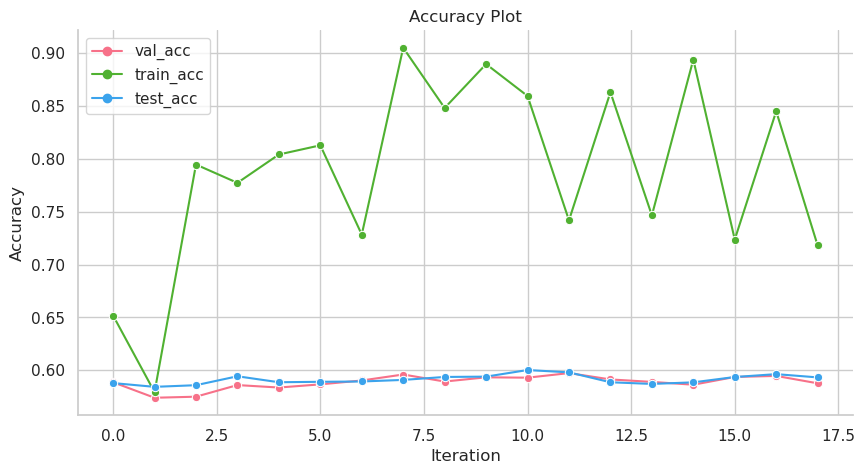 Accuracy Plot
val_acc
train_acc
test_acc
Accuracy
0.90
0.85
0.80
0.75
0.70
0.65
0.60
0.0 2.5 5.0 7.5 10.0 12.5 15.0 17.5
Iteration